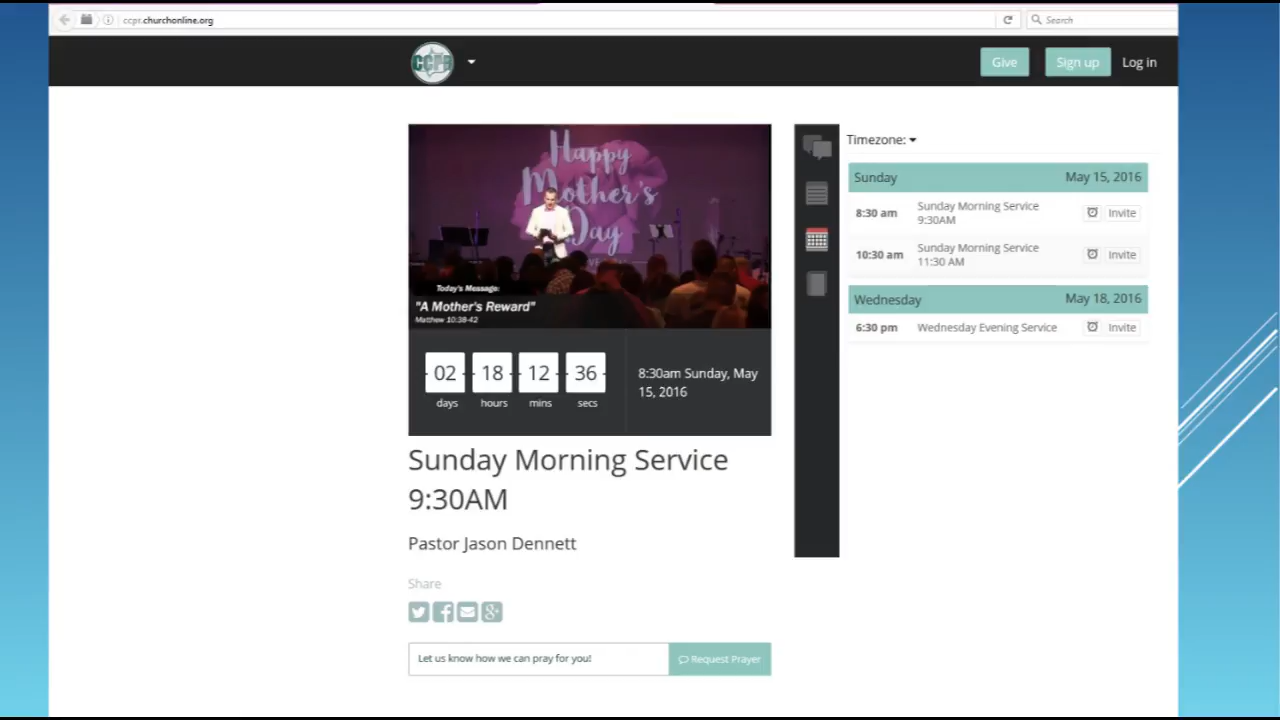 ccpr.churchonline.org
Search
CCPR
Give
Sign up
Log in
Happy
Mother's
Day
Today's Message:
"A Mother's Reward"
Matthew 10:38-42
02
18
12
36
days
hours
mins
secs
8:30am Sunday, May
15, 2016
Sunday Morning Service
9:30AM
Pastor Jason Dennett
Share
Let us know how we can pray for you!
Request Prayer
Timezone:
Sunday
May 15, 2016
8:30 am
Sunday Morning Service
9:30AM
Invite
10:30 am
Sunday Morning Service
11:30 AM
Invite
Wednesday
May 18, 2016
6:30 pm
Wednesday Evening Service
Invite